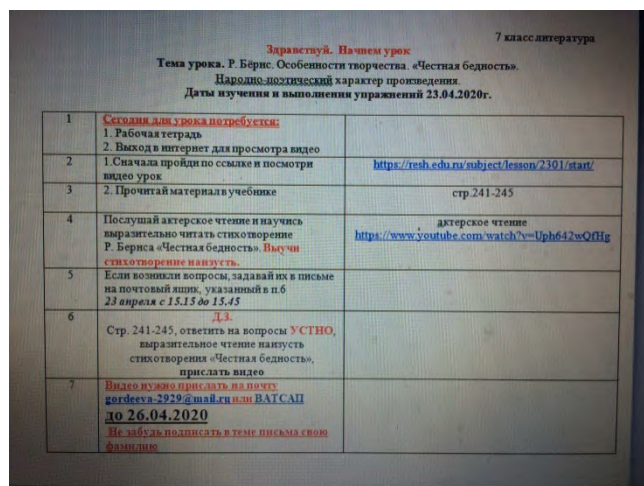 7 класс литература
Здравствуй. Начнем урок
Тема урока. Р. Бёрнс. Особенности творчества. «Честная бедность».
Народно-поэтический характер произведения.
Даты изучения и выполнения упражнений 23.04.2020г.
1
Сегодня для урока потребуется:
1. Рабочая тетрадь
2. Выход в интернет для просмотра видео
2
1.Сначала пройди по ссылке и посмотри
видео урок
https://resh.edu.ru/subject/lesson/2301/start/
3
2. Прочитай материал в учебнике
стр.241-245
4
Послушай актерское чтение и научись
выразительно читать стихотворение
Р. Бернса «Честная бедность». Выучи
стихотворение наизусть.
актерское чтение
https://www.youtube.com/watch?v=Uph642wQfHg
5
Если возникли вопросы, задавай их в письме
на почтовый ящик, указанный в п.6
23 апреля с 15.15 до 15.45
6
Д.З.
Стр. 241-245, ответить на вопросы УСТНО,
выразительное чтение наизусть
стихотворения «Честная бедность»,
прислать видео
7
Видео нужно прислать на почту
gordeeva-2929@mail.ru или ВАТСАП
до 26.04.2020
Не забудь подписать в теме письма свою
фамилию